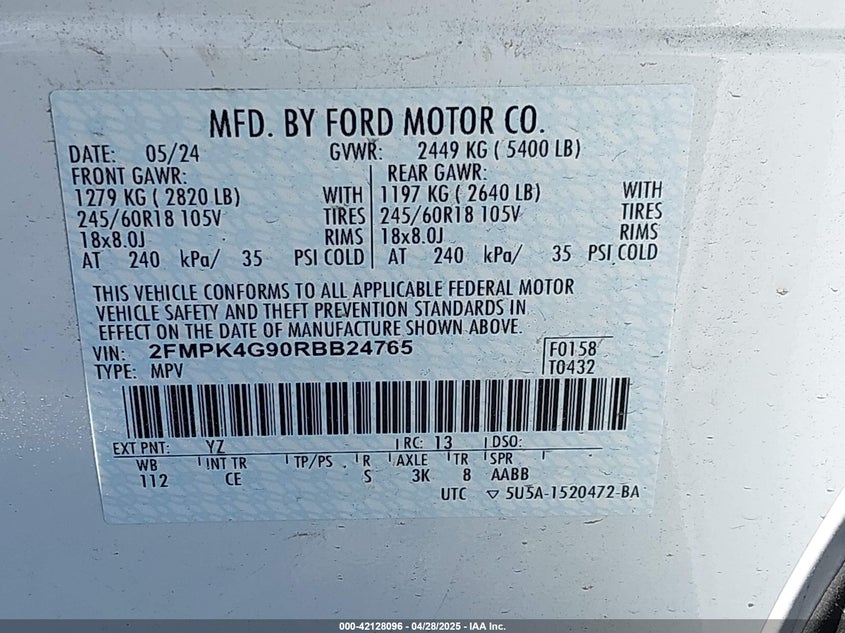 MFD. BY FORD MOTOR CO.
DATE: 05/24 GVWR: 2449 KG ( 5400 LB)
FRONT GAWR: REAR GAWR:
1279 KG ( 2820 LB) WITH 1197 KG ( 2640 LB) WITH
245/60R18 105V TIRES 245/60R18 105V TIRES
18x8.0J RIMS 18x8.0J RIMS
AT 240 kPa/ 35 PSI COLD AT 240 kPa/ 35 PSI COLD
THIS VEHICLE CONFORMS TO ALL APPLICABLE FEDERAL MOTOR
VEHICLE SAFETY AND THEFT PREVENTION STANDARDS IN
EFFECT ON THE DATE OF MANUFACTURE SHOWN ABOVE.
VIN: 2FMPK4G90RBB24765 F0158
TYPE: MPV T0432
EXT PNT: YZ RC: 13 DSO:
WB INT TR TP/PS R AXLE TR SPR
112 CE S 3K 8 AABB
UTC ▽ 5U5A-1520472-BA
000-42128096 | 04/28/2025 - IAA Inc.